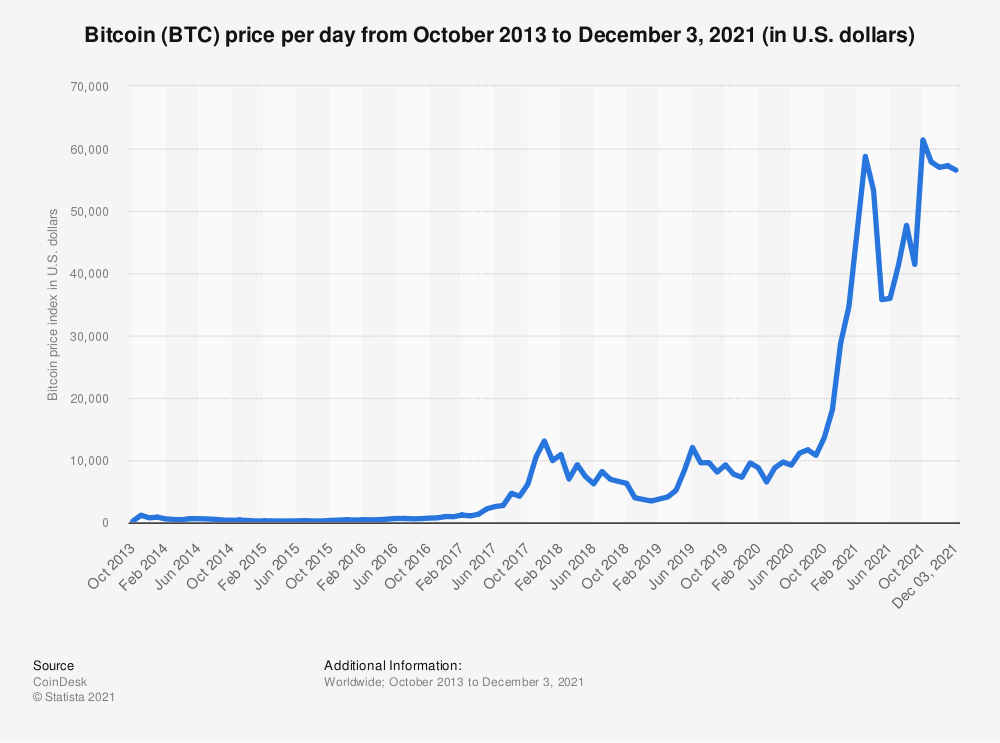 Bitcoin (BTC) price per day from October 2013 to December 3, 2021 (in U.S. dollars)
Bitcoin price index in U.S. dollars
70,000
60,000
50,000
40,000
30,000
20,000
10,000
0
Oct 2013
Feb 2014
Jun 2014
Oct 2014
Feb 2015
Jun 2015
Oct 2015
Feb 2016
Jun 2016
Oct 2016
Feb 2017
Jun 2017
Oct 2017
Feb 2018
Jun 2018
Oct 2018
Feb 2019
Jun 2019
Oct 2019
Feb 2020
Jun 2020
Oct 2020
Feb 2021
Jun 2021
Oct 2021
Dec 03, 2021
Source
CoinDesk
© Statista 2021
Additional Information:
Worldwide; October 2013 to December 3, 2021